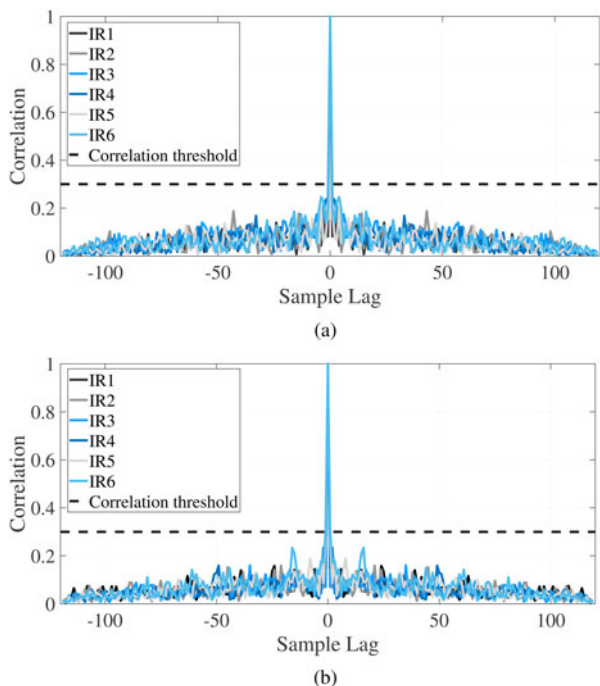 1
0.8
0.6
0.4
0.2
0
Correlation
IR1
IR2
IR3
IR4
IR5
IR6
Correlation threshold
-100 -50 0 50 100
Sample Lag
(a)
1
0.8
0.6
0.4
0.2
0
Correlation
IR1
IR2
IR3
IR4
IR5
IR6
Correlation threshold
-100 -50 0 50 100
Sample Lag
(b)